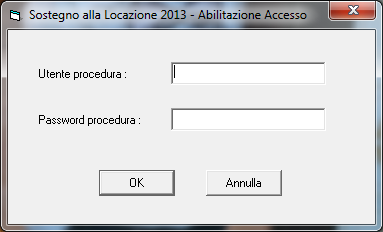 Sostegno alla Locazione 2013 - Abilitazione Accesso
Utente procedura :
Password procedura :
OK
Annulla